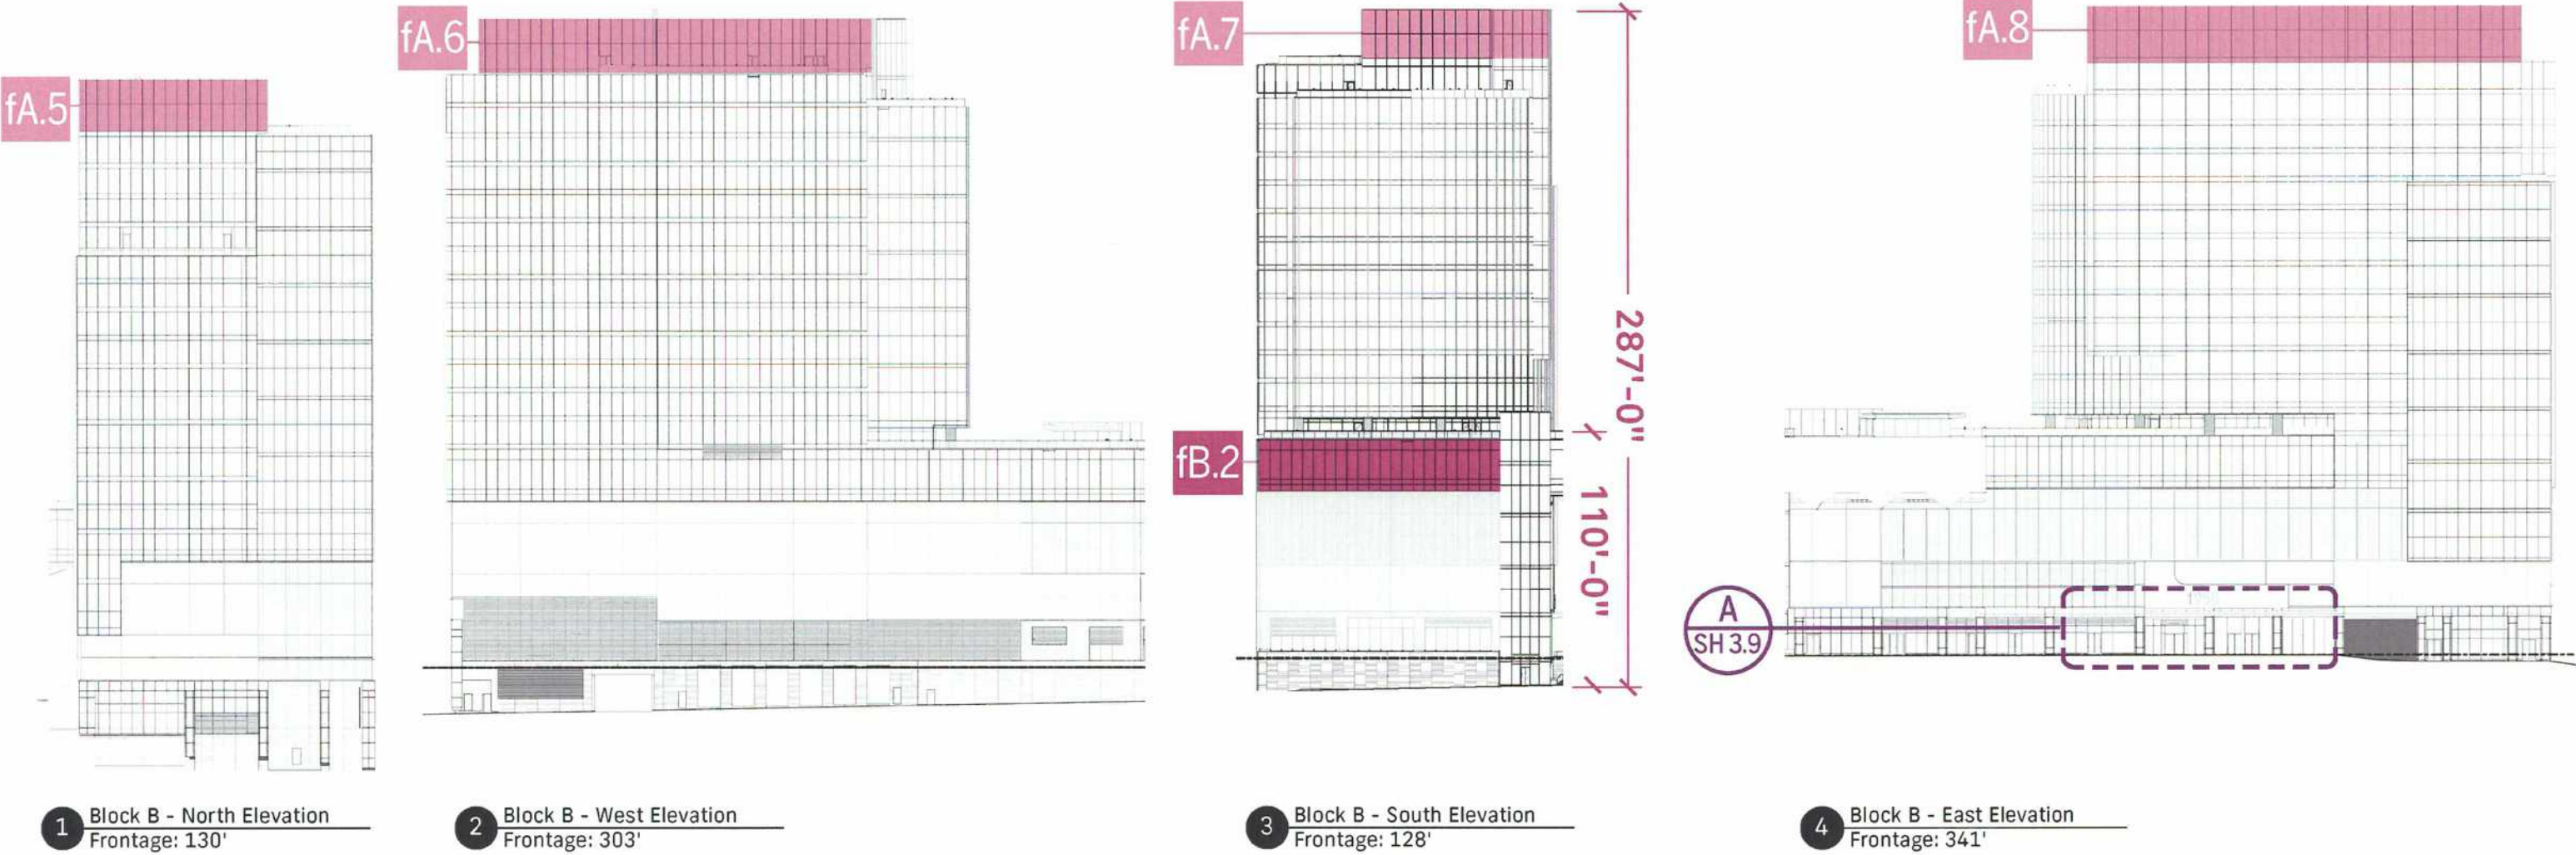 fA.5
fA.6
fA.7
fA.8
fB.2
287'-0"
110'-0"
A
SH 3.9
1 Block B - North Elevation
Frontage: 130'
2 Block B - West Elevation
Frontage: 303'
3 Block B - South Elevation
Frontage: 128'
4 Block B - East Elevation
Frontage: 341'